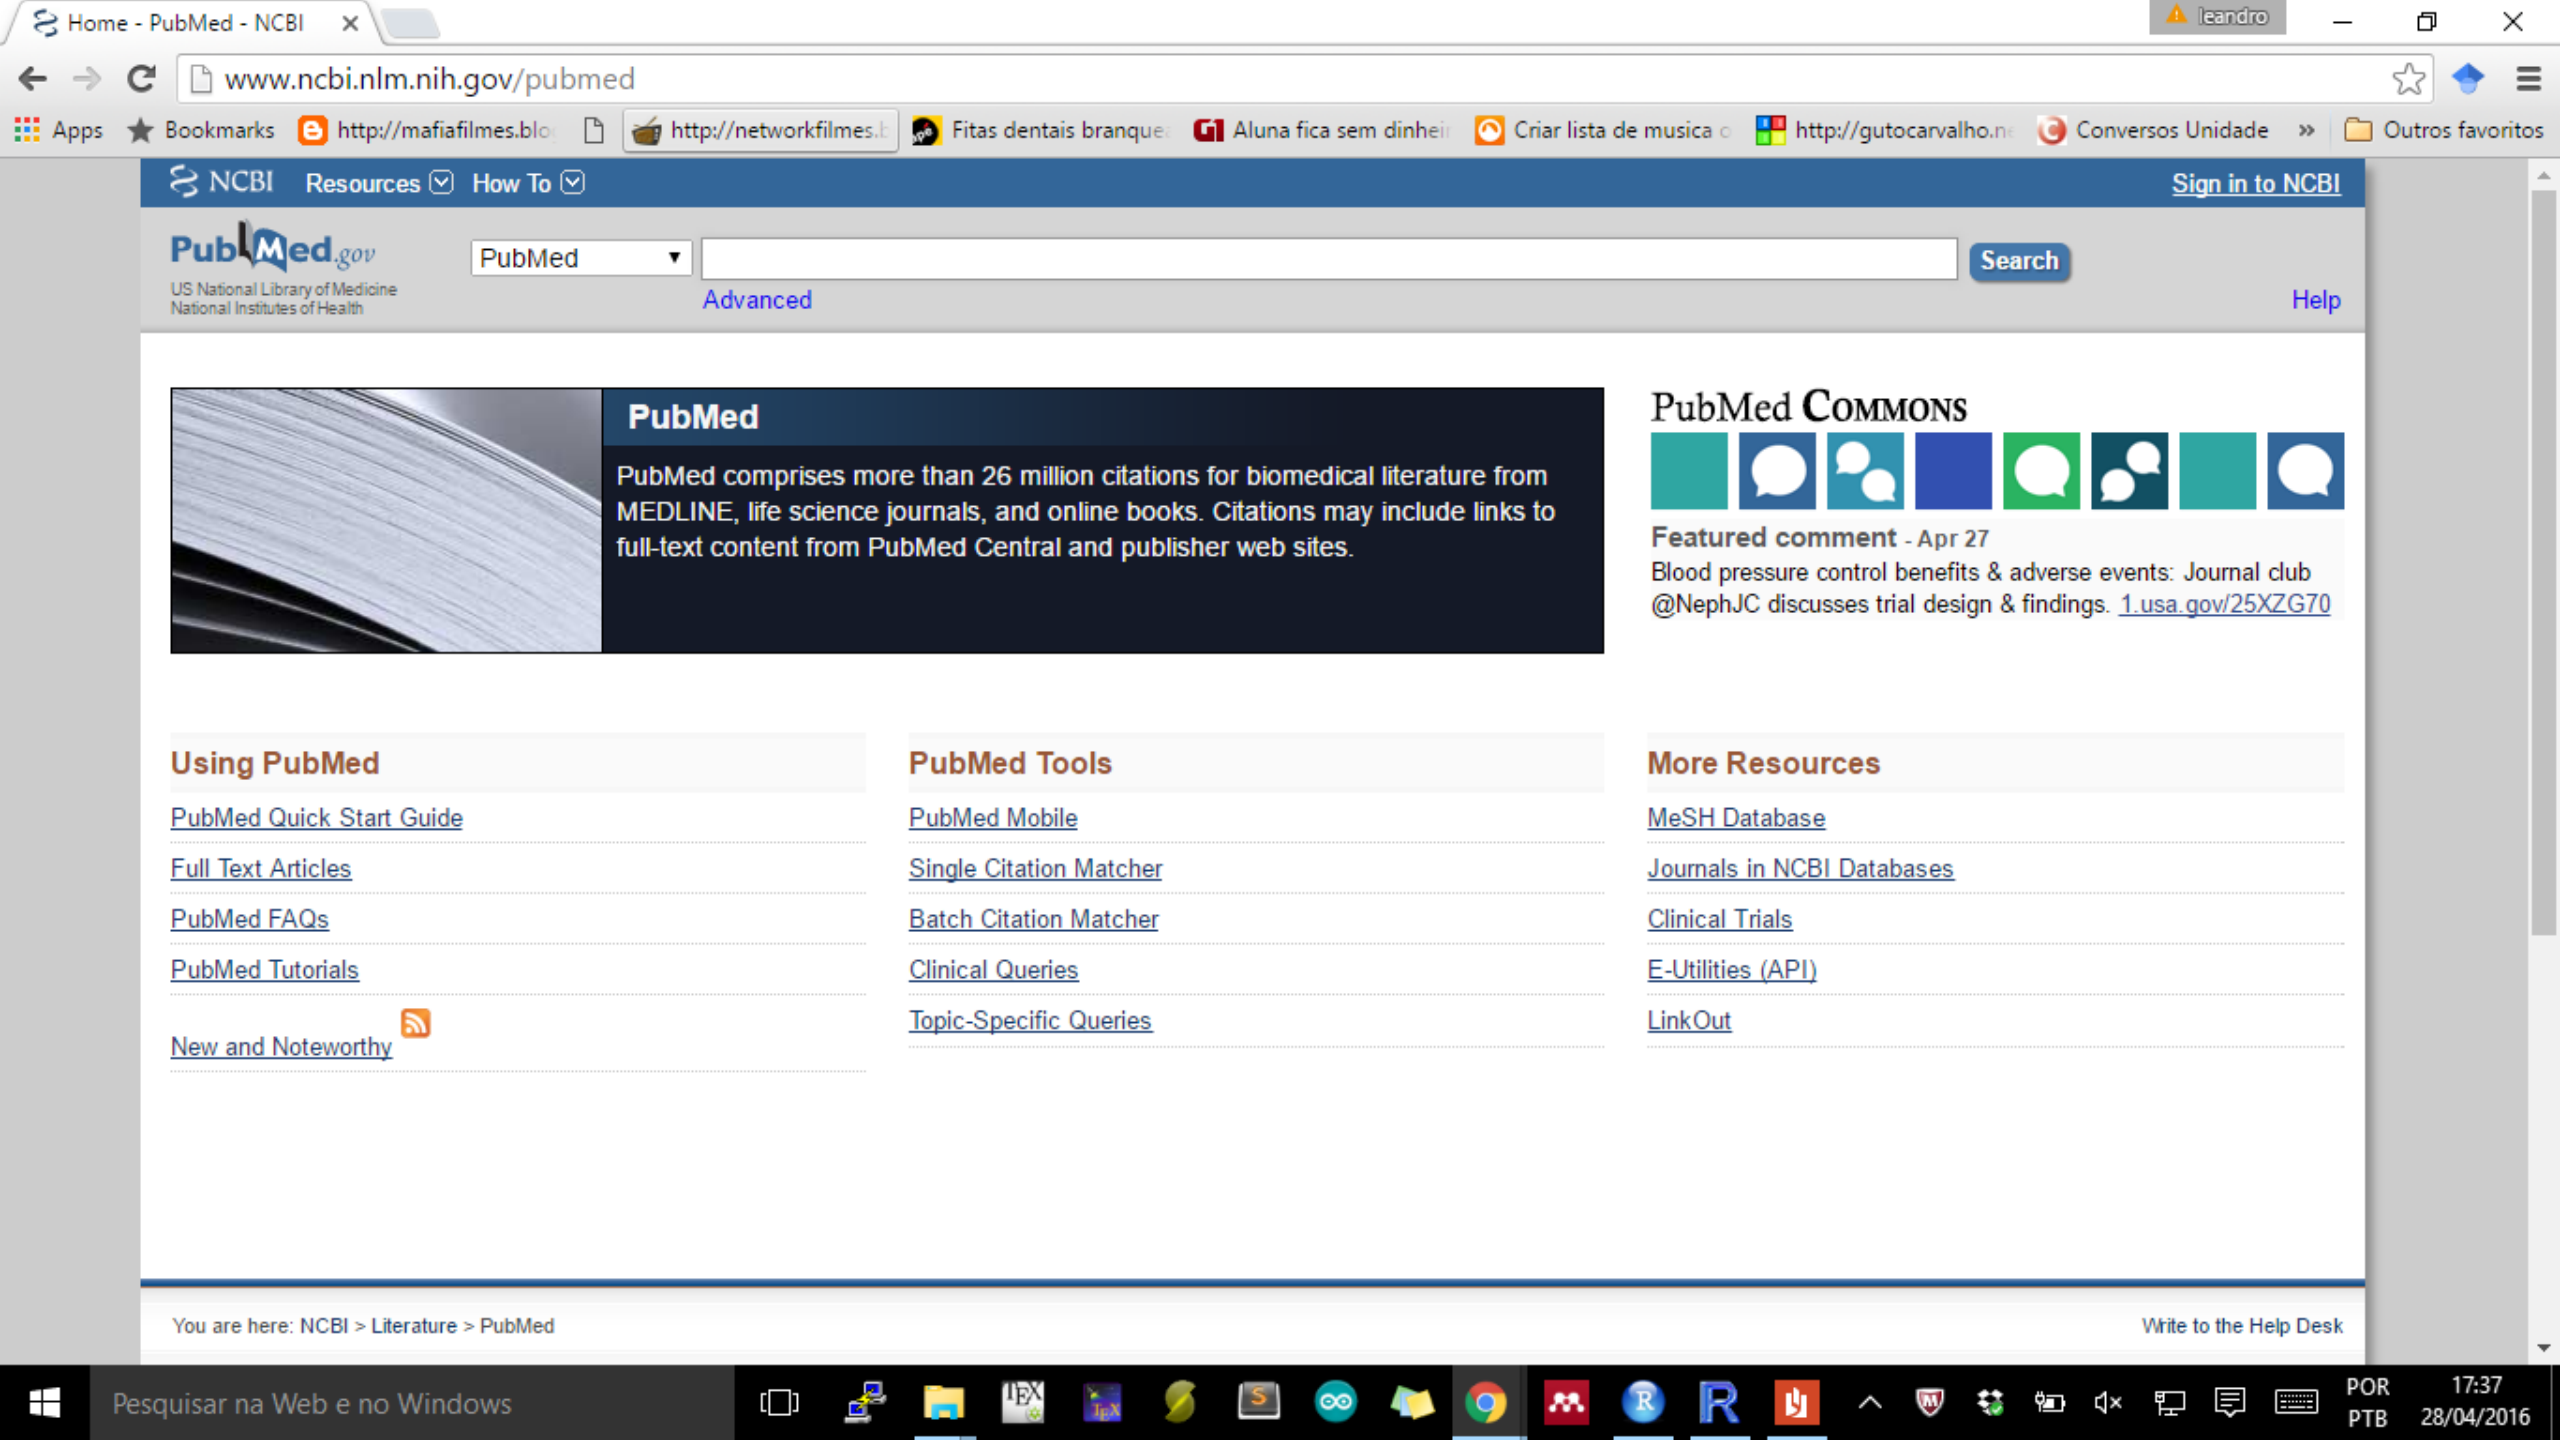 Home - PubMed - NCBI
leandro
www.ncbi.nlm.nih.gov/pubmed
Apps Bookmarks http://mafiafilmes.blo http://networkfilmes.b Fitas dentais branque Aluna fica sem dinhei Criar lista de musica o http://gutocarvalho.ne Conversos Unidade » Outros favoritos
NCBI Resources How To Sign in to NCBI
PubMed.gov
US National Library of Medicine
National Institutes of Health
PubMed
Search
Advanced
Help
PubMed
PubMed comprises more than 26 million citations for biomedical literature from
MEDLINE, life science journals, and online books. Citations may include links to
full-text content from PubMed Central and publisher web sites.
PubMed COMMONS
Featured comment - Apr 27
Blood pressure control benefits & adverse events: Journal club
@NephJC discusses trial design & findings. 1.usa.gov/25XZG70
Using PubMed
PubMed Quick Start Guide
Full Text Articles
PubMed FAQs
PubMed Tutorials
New and Noteworthy
PubMed Tools
PubMed Mobile
Single Citation Matcher
Batch Citation Matcher
Clinical Queries
Topic-Specific Queries
More Resources
MeSH Database
Journals in NCBI Databases
Clinical Trials
E-Utilities (API)
LinkOut
You are here: NCBI > Literature > PubMed
Write to the Help Desk
Pesquisar na Web e no Windows
POR
PTB
17:37
28/04/2016